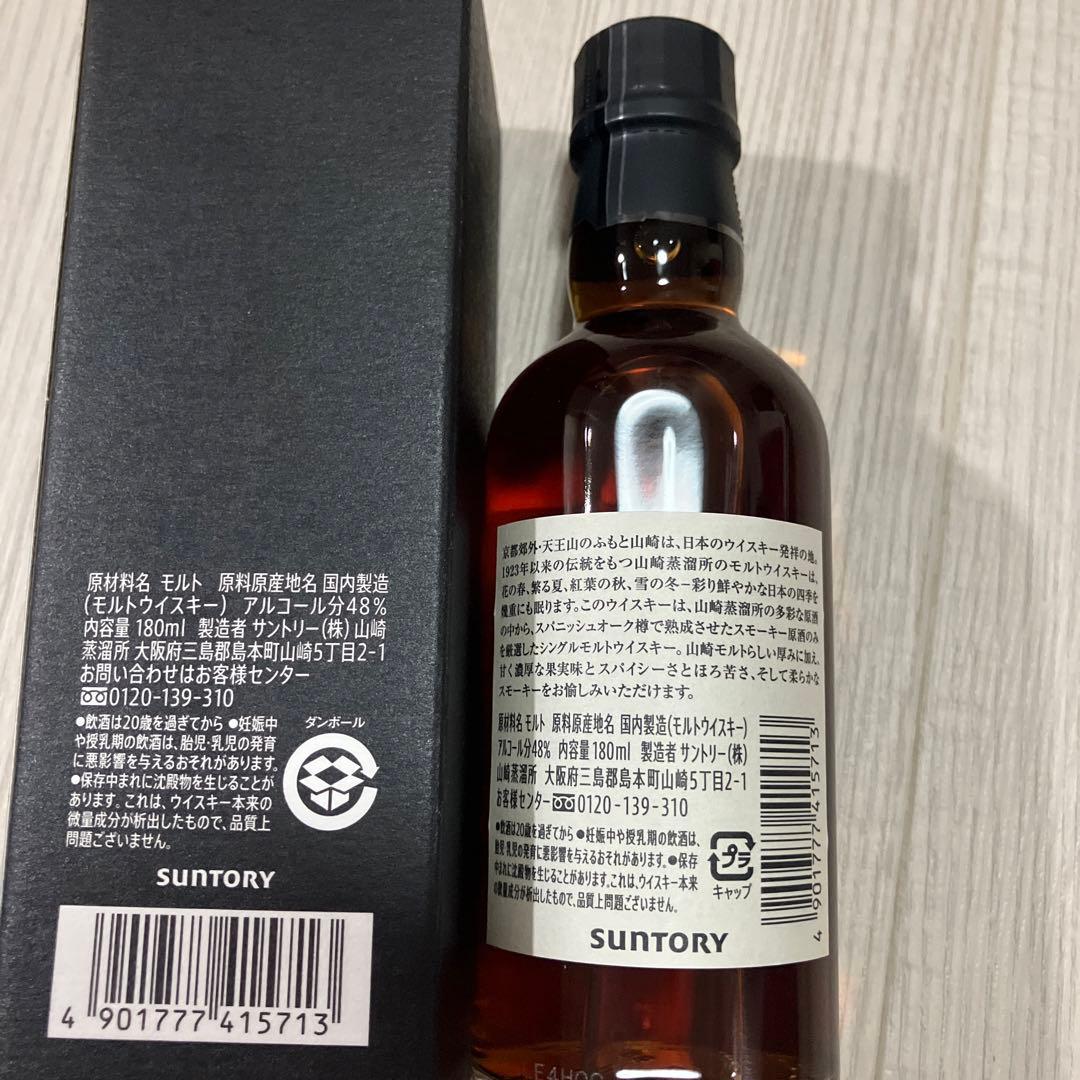 原材料名 モルト 原料原産地名 国内製造
(モルトウイスキー) アルコール分48%
内容量 180ml 製造者 サントリー(株) 山崎
蒸溜所 大阪府三島郡島本町山崎5丁目2-1
お問い合わせはお客様センター
0120-139-310
●飲酒は20歳を過ぎてから ●妊娠中
や授乳期の飲酒は、胎児・乳児の発育
に悪影響を与えるおそれがあります。
●保存中まれに沈殿物を生じることが
あります。これは、ウイスキー本来の
微量成分が析出したもので、品質上
問題ございません。
ダンボール
SUNTORY
4 901777 415713
京都郊外・天王山のふもと山崎は、日本のウイスキー発祥の地。
1923年以来の伝統をもつ山崎蒸溜所のモルトウイスキーは、
花の春、繁る夏、紅葉の秋、雪の冬−彩り鮮やかな日本の四季を
幾重にも眠ります。このウイスキーは、山崎蒸溜所の多彩な原酒
の中から、スパニッシュオーク樽で熟成させたスモーキー原酒のみ
を厳選したシングルモルトウイスキー。山崎モルトらしい厚みに加え、
甘く濃厚な果実味とスパイシーさとほろ苦さ、そして柔らかな
スモーキーをお愉しみいただけます。
原材料名 モルト 原料原産地名 国内製造(モルトウイスキー)
アルコール分48% 内容量180ml 製造者 サントリー(株)
山崎蒸溜所 大阪府三島郡島本町山崎5丁目2-1
お客様センター 0120-139-310
●飲酒は20歳を過ぎてから ●妊娠中や授乳期の飲酒は、
胎児・乳児の発育に悪影響を与えるおそれがあります。●保存
中まれに沈殿物を生じることがあります。これは、ウイスキー本来
の微量成分が析出したもので、品質上問題ございません。
プラ
キャップ
SUNTORY
4 901777 415713